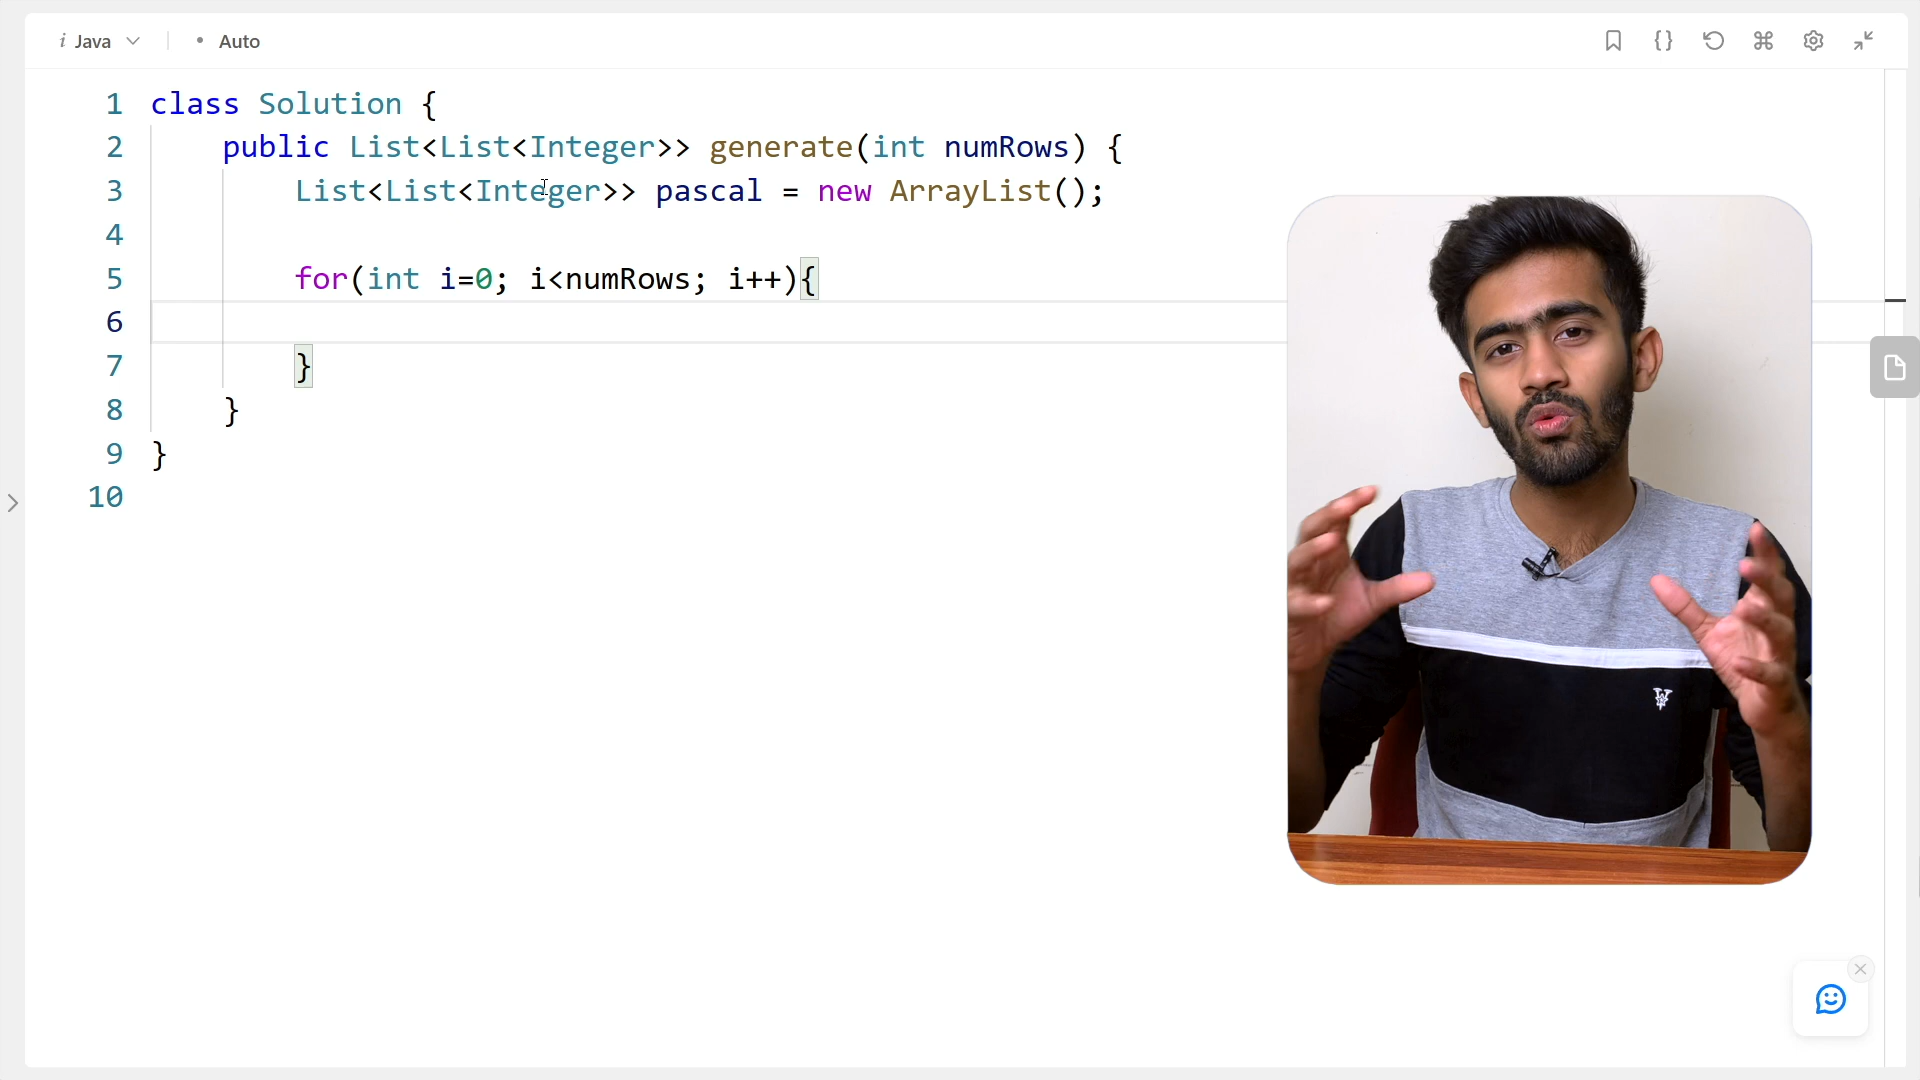 Java
Auto
1 class Solution {
2 public List<List<Integer>> generate(int numRows) {
3 List<List<Integer>> pascal = new ArrayList();
4
5 for(int i=0; i<numRows; i++){
6
7 }
8 }
9 }
10